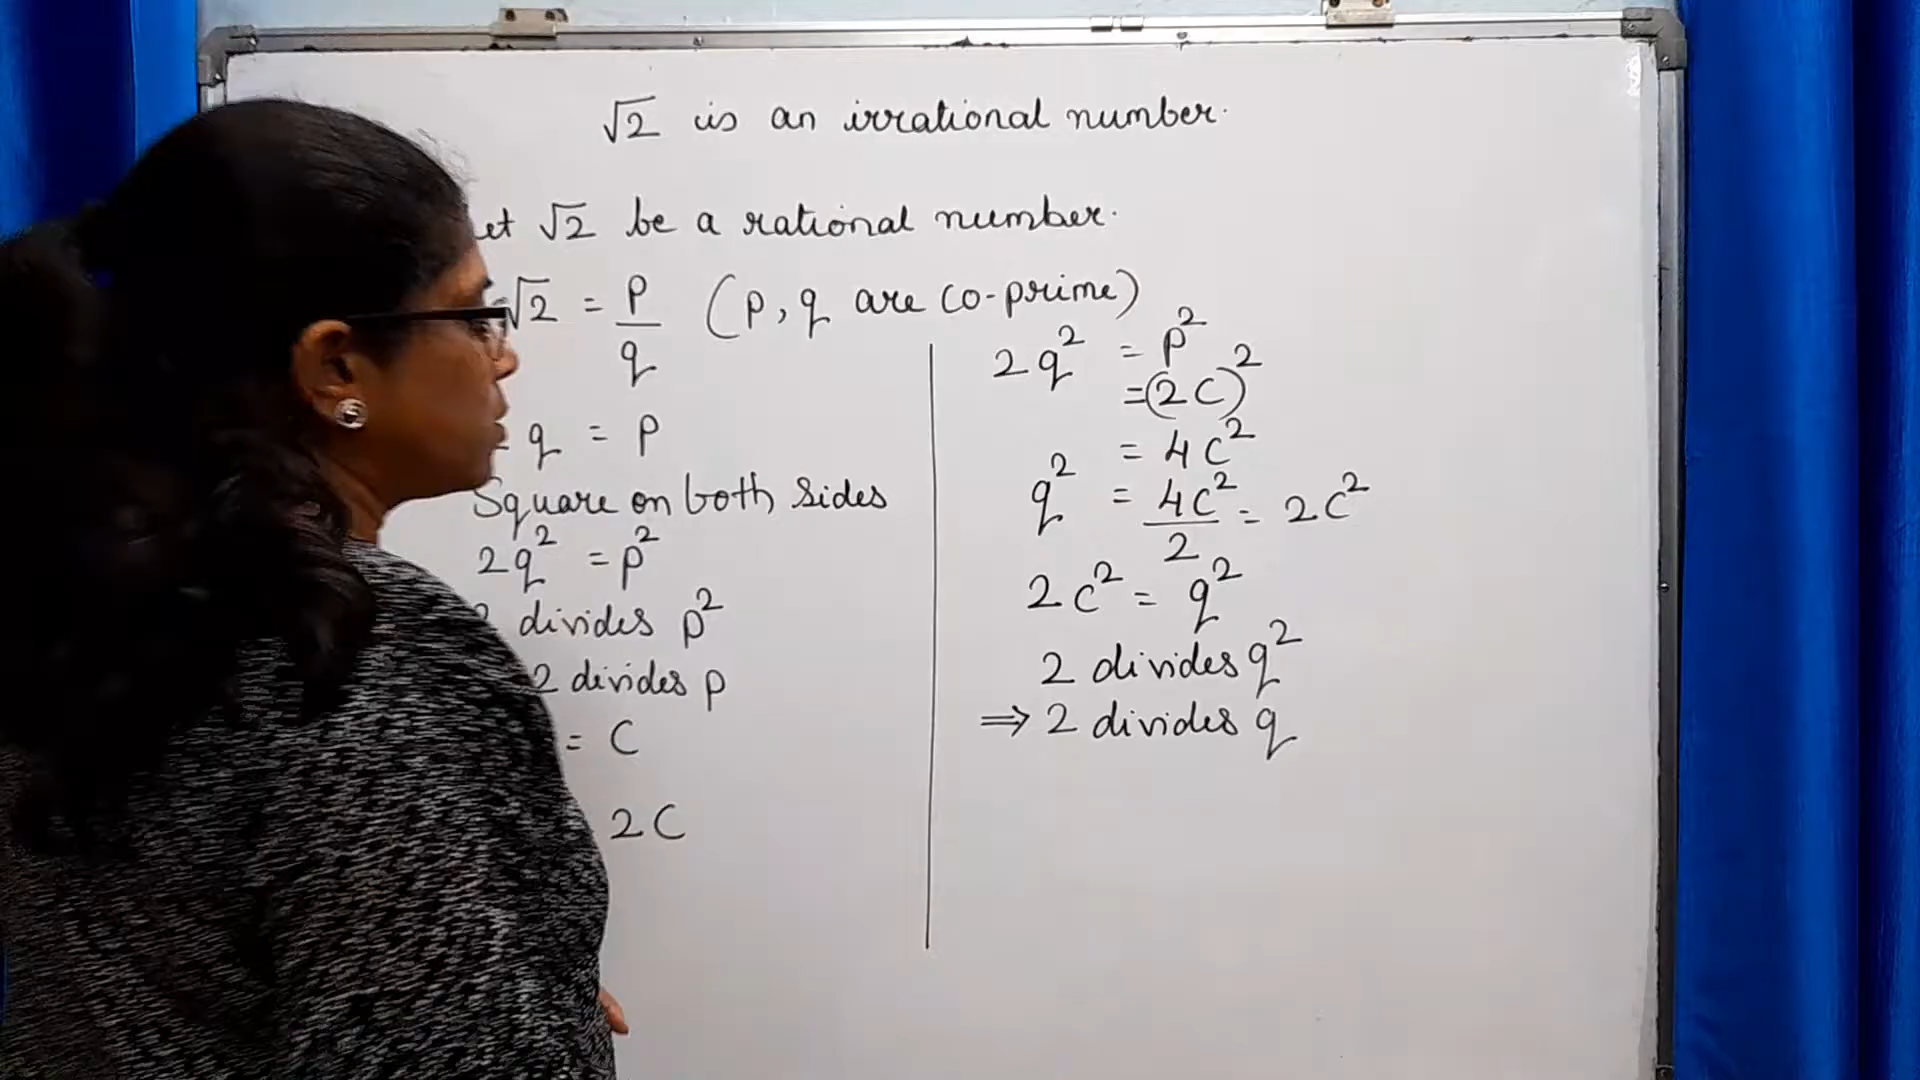 √2 is an irrational number.
et √2 be a rational number.
√2 = p/q (p, q are co-prime)
q = p
Square on both sides
2q² = p²
divides p²
2 divides p
= C
2C
2q² = p²
=(2C)²
= 4C²
q² = 4C²/2 = 2C²
2C² = q²
2 divides q²
⇒ 2 divides q